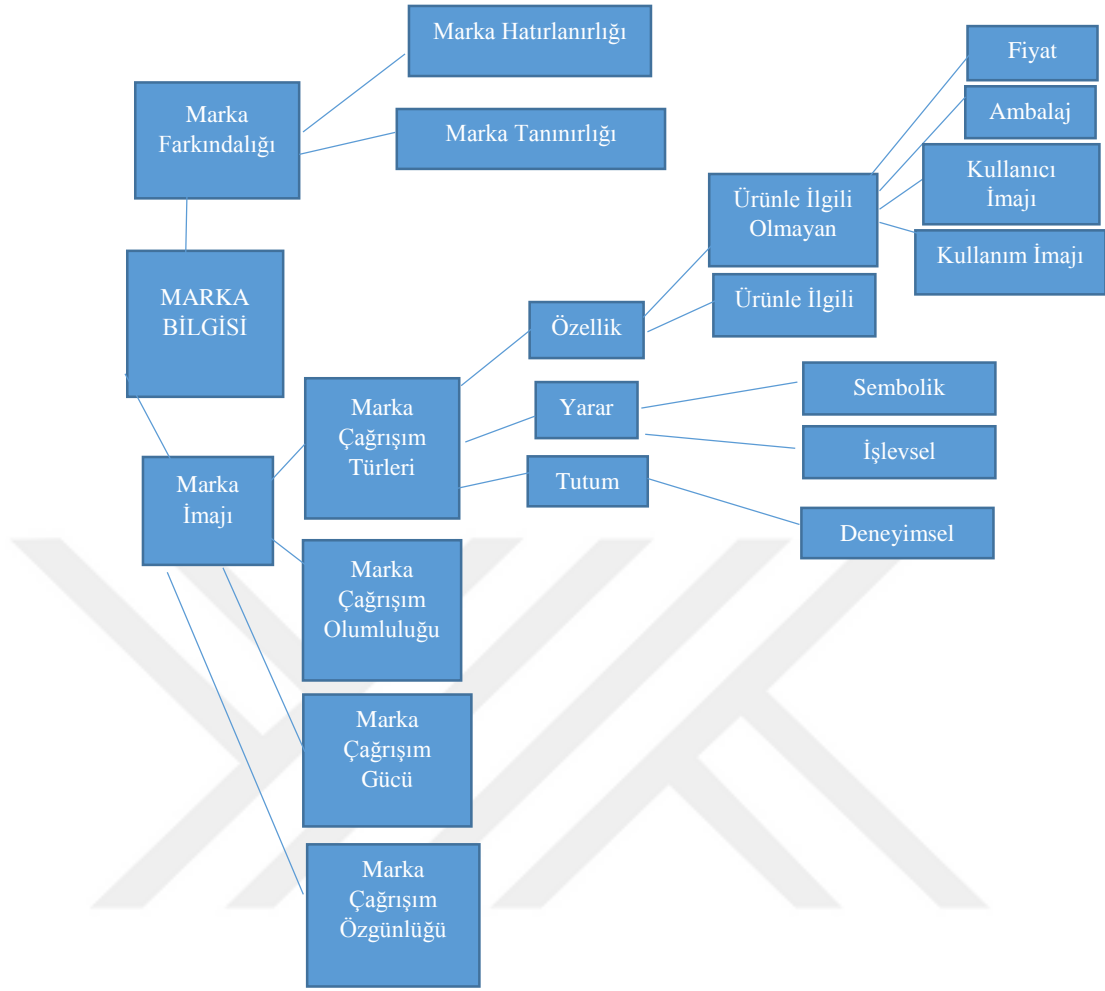 Marka Hatırlanırlığı
Fiyat
Marka
Farkındalığı
Ambalaj
Marka Tanınırlığı
Kullanıcı
İmajı
Ürünle İlgili
Olmayan
Kullanım İmajı
MARKA
BİLGİSİ
Ürünle İlgili
Özellik
Marka
Çağrışım
Türleri
Yarar
Sembolik
İşlevsel
Tutum
Marka
İmajı
Deneyimsel
Marka
Çağrışım
Olumluluğu
Marka
Çağrışım
Gücü
Marka
Çağrışım
Özgünlüğü